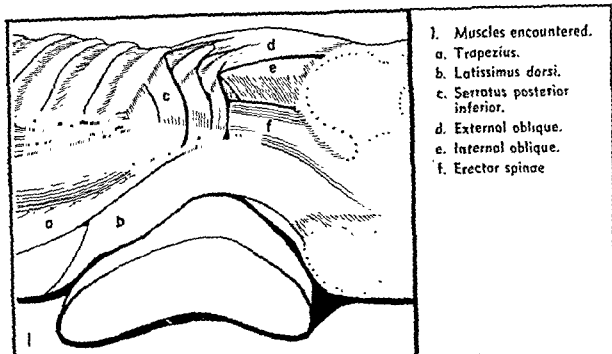 1. Muscles encountered.
a. Trapezius.
b. Latissimus dorsi.
c. Serratus posterior
inferior.
d. External oblique.
e. Internal oblique.
f. Erector spinae
d
e
c
f
a
b
1